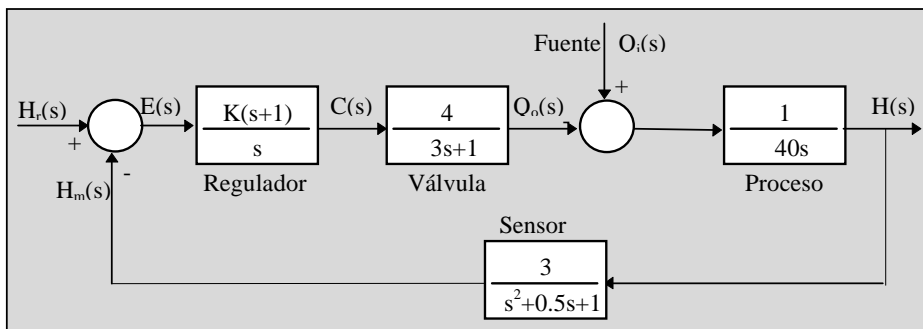 Fuente Qᵢ(s)
+
Hᵣ(s)
+
-
E(s)
K(s+1)
s
Regulador
C(s)
4
3s+1
Válvula
Qₒ(s)
-
1
40s
Proceso
H(s)
Hₘ(s)
Sensor
3
s²+0.5s+1